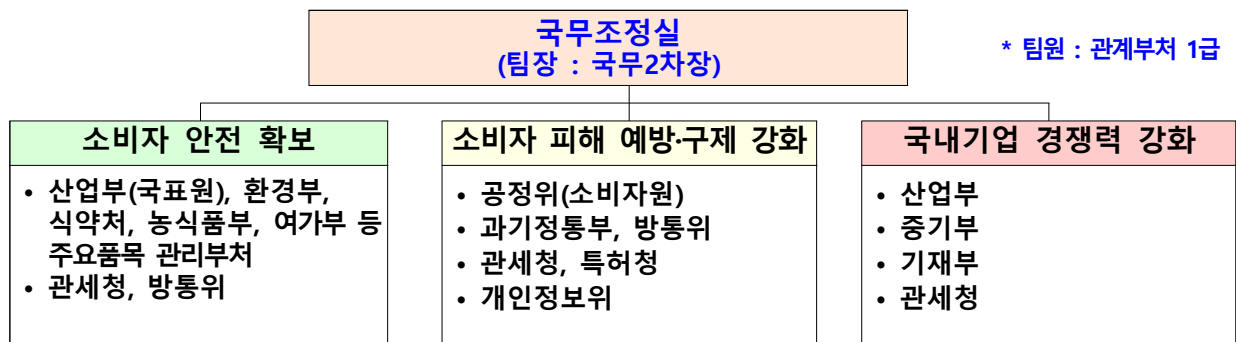 국무조정실
(팀장 : 국무2차장)
* 팀원 : 관계부처 1급
소비자 안전 확보
• 산업부(국표원), 환경부,
식약처, 농식품부, 여가부 등
주요품목 관리부처
• 관세청, 방통위
소비자 피해 예방·구제 강화
• 공정위(소비자원)
• 과기정통부, 방통위
• 관세청, 특허청
• 개인정보위
국내기업 경쟁력 강화
• 산업부
• 중기부
• 기재부
• 관세청